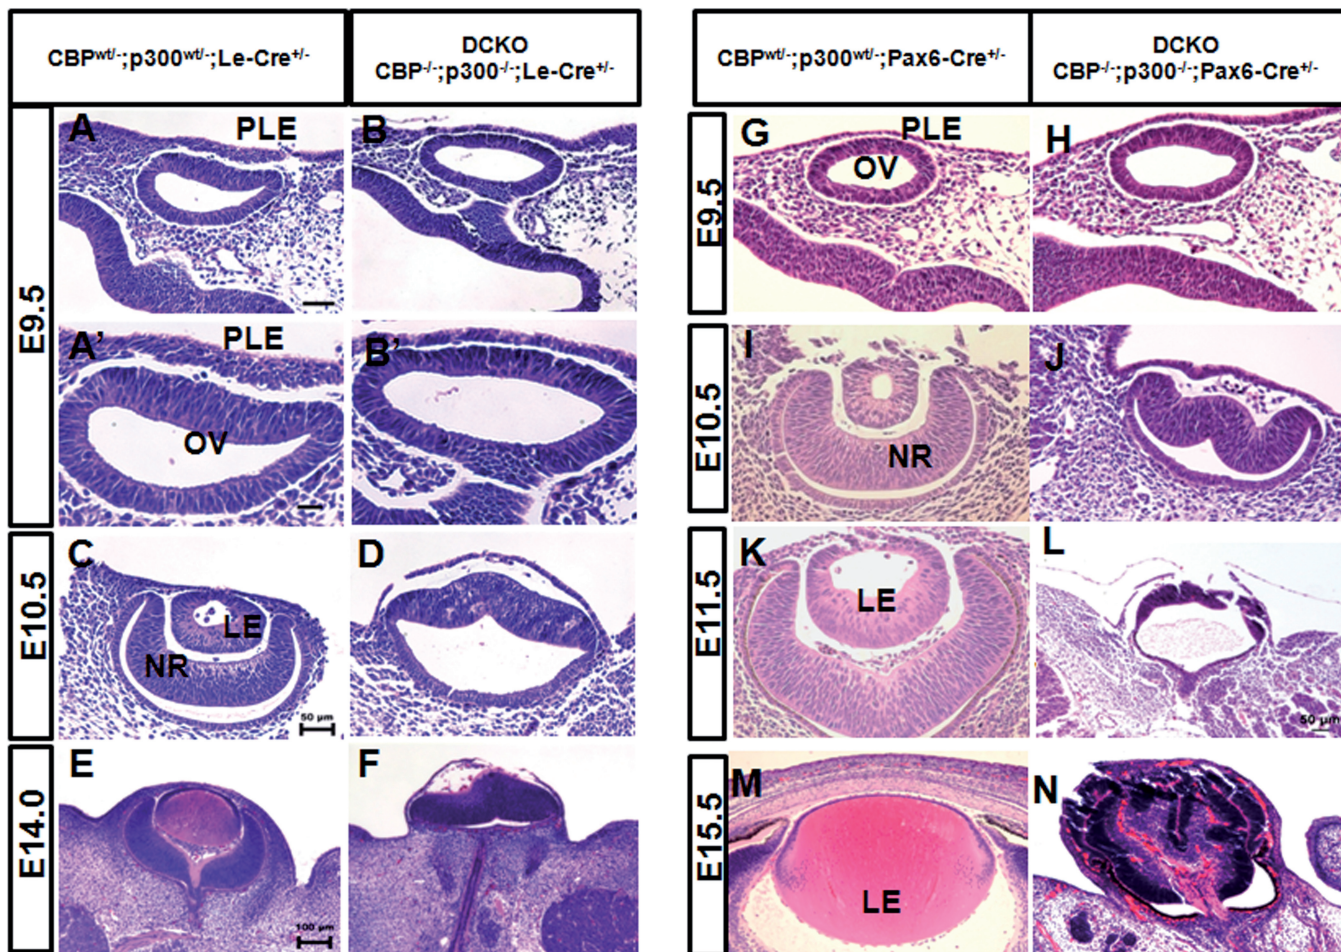 CBPwt/-;p300wt/-;Le-Cre+/-
DCKO
CBP-/-;p300-/-;Le-Cre+/-
E9.5
A
PLE
B
A’
PLE
OV
B’
E10.5
C
LE
NR
50 µm
D
E14.0
E
100 µm
F
CBPwt/-;p300wt/-;Pax6-Cre+/-
DCKO
CBP-/-;p300-/-;Pax6-Cre+/-
E9.5
G
PLE
OV
H
E10.5
I
NR
J
E11.5
K
LE
L
50 µm
E15.5
M
LE
N